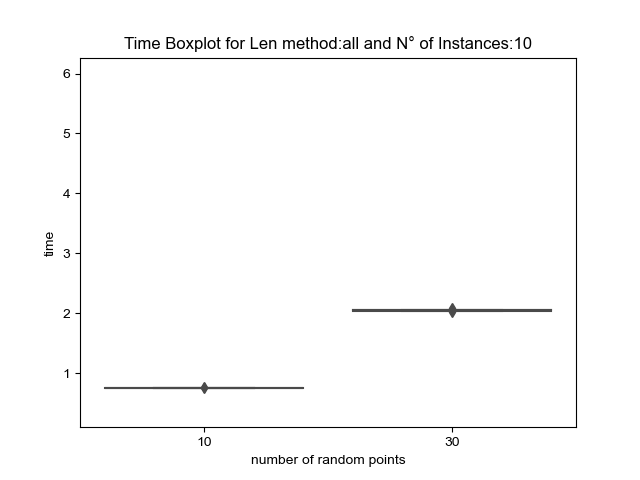 Time Boxplot for Len method:all and N° of Instances:10
6
5
4
3
2
1
time
10
30
number of random points